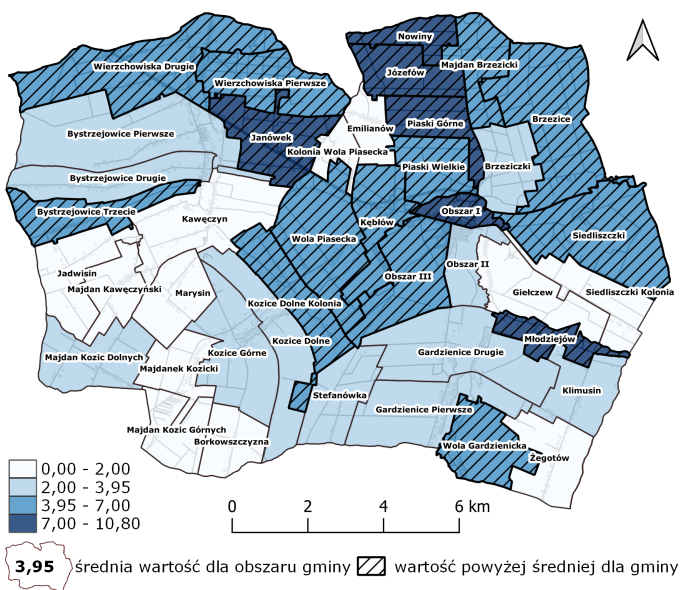 Nowiny
Wierzchowiska Drugie
Majdan Brzezicki
Józefów
Wierzchowiska Pierwsze
Brzezice
Piaski Górne
Emilianów
Bystrzejowice Pierwsze
Janówek
Kolonia Wola Piasecka
Piaski Wielkie
Brzeziczki
Bystrzejowice Drugie
Bystrzejowice Trzecie
Obszar I
Kawęczyn
Kębłów
Siedliszczki
Wola Piasecka
Obszar II
Jadwisin
Obszar III
Majdan Kawęczyński
Marysin
Giełczew
Siedliszczki Kolonia
Kozice Dolne Kolonia
Młodziejów
Kozice Dolne
Kozice Górne
Gardzienice Drugie
Majdan Kozic Dolnych
Majdanek Kozicki
Klimusin
Stefanówka
Gardzienice Pierwsze
Majdan Kozic Górnych
Borkowszczyzna
Wola Gardzienicka
Żegotów
0,00 - 2,00
2,00 - 3,95
3,95 - 7,00
7,00 - 10,80
0 2 4 6 km
3,95 średnia wartość dla obszaru gminy wartość powyżej średniej dla gminy